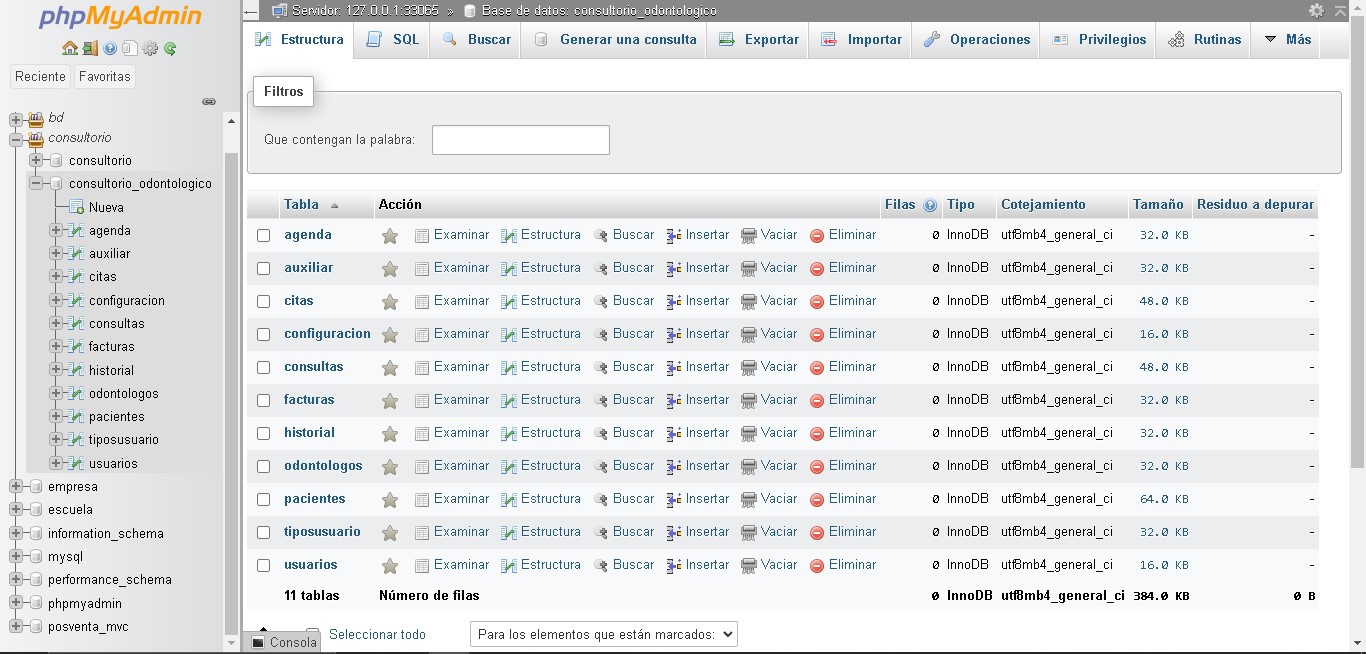 phpMyAdmin
Reciente Favoritas
bd
consultorio
consultorio
consultorio_odontologico
Nueva
agenda
auxiliar
citas
configuracion
consultas
facturas
historial
odontologos
pacientes
tiposusuario
usuarios
empresa
escuela
information_schema
mysql
performance_schema
phpmyadmin
posventa_mvc
Servidor: 127.0.0.1:33065 » Base de datos: consultorio_odontologico
Estructura SQL Buscar Generar una consulta Exportar Importar Operaciones Privilegios Rutinas Más
Filtros
Que contengan la palabra:
Tabla Acción Filas Tipo Cotejamiento Tamaño Residuo a depurar
agenda Examinar Estructura Buscar Insertar Vaciar Eliminar 0 InnoDB utf8mb4_general_ci 32.0 KB -
auxiliar Examinar Estructura Buscar Insertar Vaciar Eliminar 0 InnoDB utf8mb4_general_ci 32.0 KB -
citas Examinar Estructura Buscar Insertar Vaciar Eliminar 0 InnoDB utf8mb4_general_ci 48.0 KB -
configuracion Examinar Estructura Buscar Insertar Vaciar Eliminar 0 InnoDB utf8mb4_general_ci 16.0 KB -
consultas Examinar Estructura Buscar Insertar Vaciar Eliminar 0 InnoDB utf8mb4_general_ci 48.0 KB -
facturas Examinar Estructura Buscar Insertar Vaciar Eliminar 0 InnoDB utf8mb4_general_ci 32.0 KB -
historial Examinar Estructura Buscar Insertar Vaciar Eliminar 0 InnoDB utf8mb4_general_ci 32.0 KB -
odontologos Examinar Estructura Buscar Insertar Vaciar Eliminar 0 InnoDB utf8mb4_general_ci 32.0 KB -
pacientes Examinar Estructura Buscar Insertar Vaciar Eliminar 0 InnoDB utf8mb4_general_ci 64.0 KB -
tiposusuario Examinar Estructura Buscar Insertar Vaciar Eliminar 0 InnoDB utf8mb4_general_ci 32.0 KB -
usuarios Examinar Estructura Buscar Insertar Vaciar Eliminar 0 InnoDB utf8mb4_general_ci 16.0 KB -
11 tablas Número de filas 0 InnoDB utf8mb4_general_ci 384.0 KB 0 B
Seleccionar todo Para los elementos que están marcados:
Consola